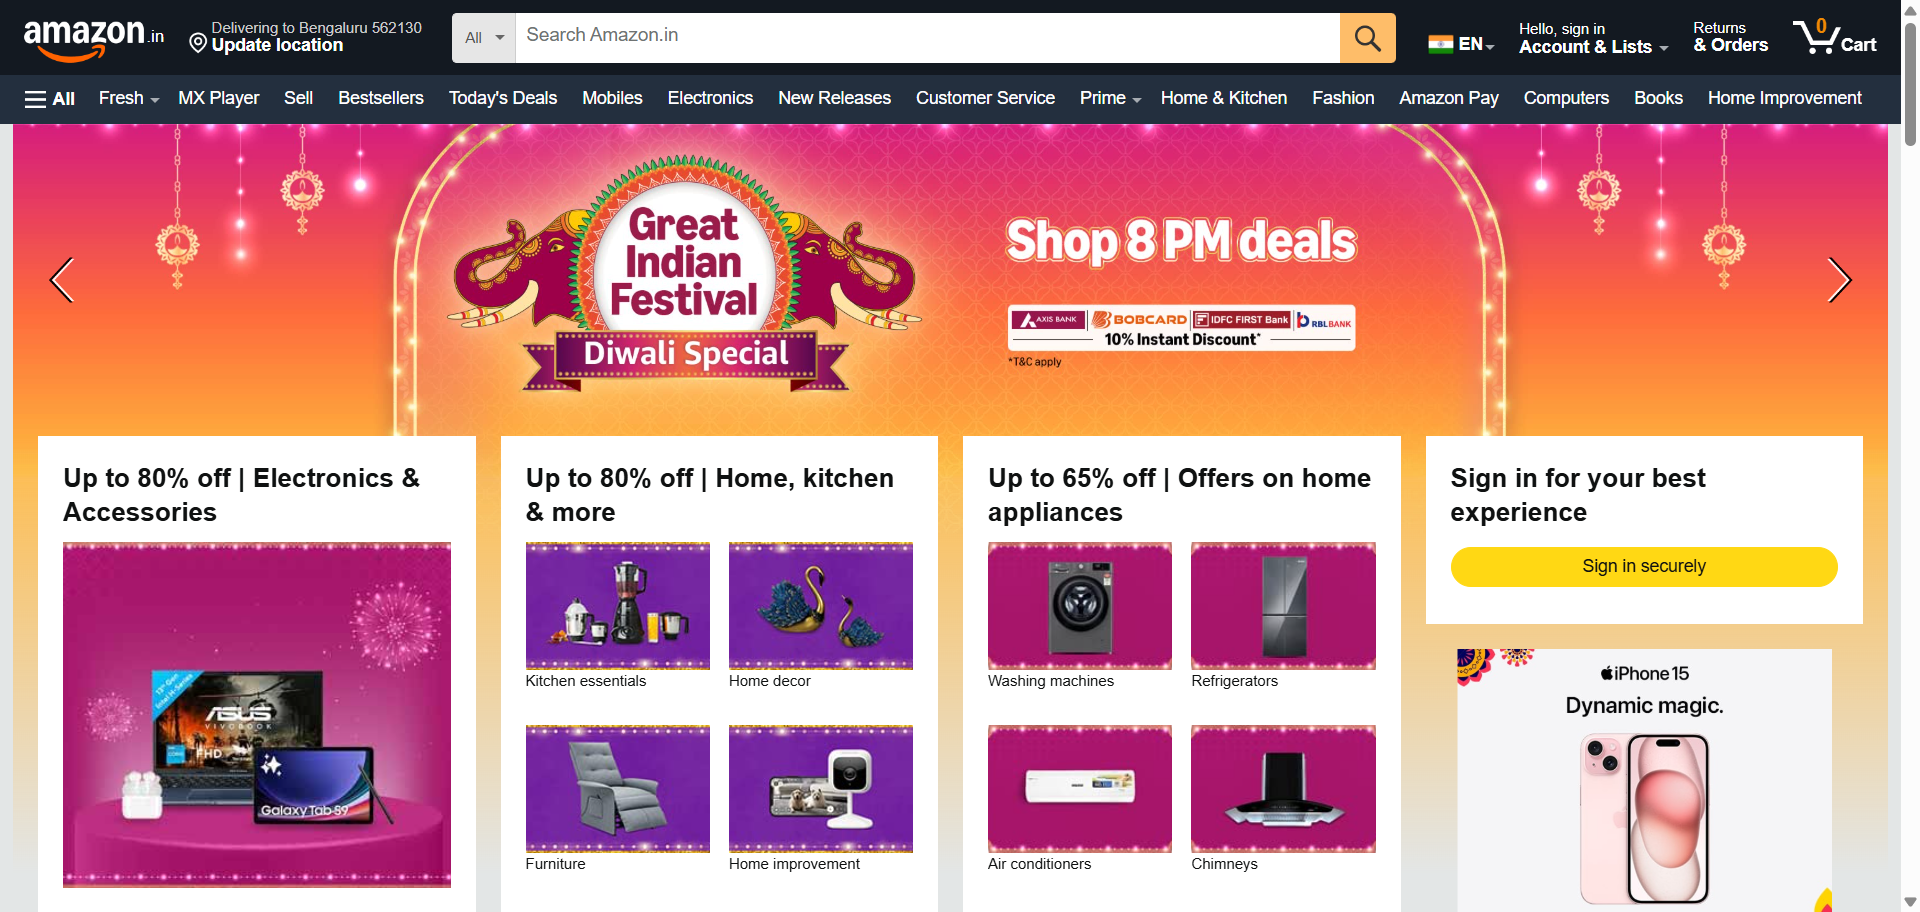 amazon.in
Delivering to Bengaluru 562130
Update location
All
Search Amazon.in
EN
Hello, sign in
Account & Lists
Returns
& Orders
0
Cart
All
Fresh
MX Player
Sell
Bestsellers
Today's Deals
Mobiles
Electronics
New Releases
Customer Service
Prime
Home & Kitchen
Fashion
Amazon Pay
Computers
Books
Home Improvement
Great
Indian
Festival
Diwali Special
Shop 8 PM deals
AXIS BANK
BOBCARD
IDFC FIRST Bank
RBLBANK
10% Instant Discount*
*T&C apply
Up to 80% off | Electronics &
Accessories
13th Gen
Intel H-Series
ASUS
VIVOBOOK
FHD
Galaxy Tab S9
Up to 80% off | Home, kitchen
& more
Kitchen essentials
Home decor
Furniture
Home improvement
Up to 65% off | Offers on home
appliances
Washing machines
Refrigerators
Air conditioners
Chimneys
Sign in for your best
experience
Sign in securely
iPhone 15
Dynamic magic.